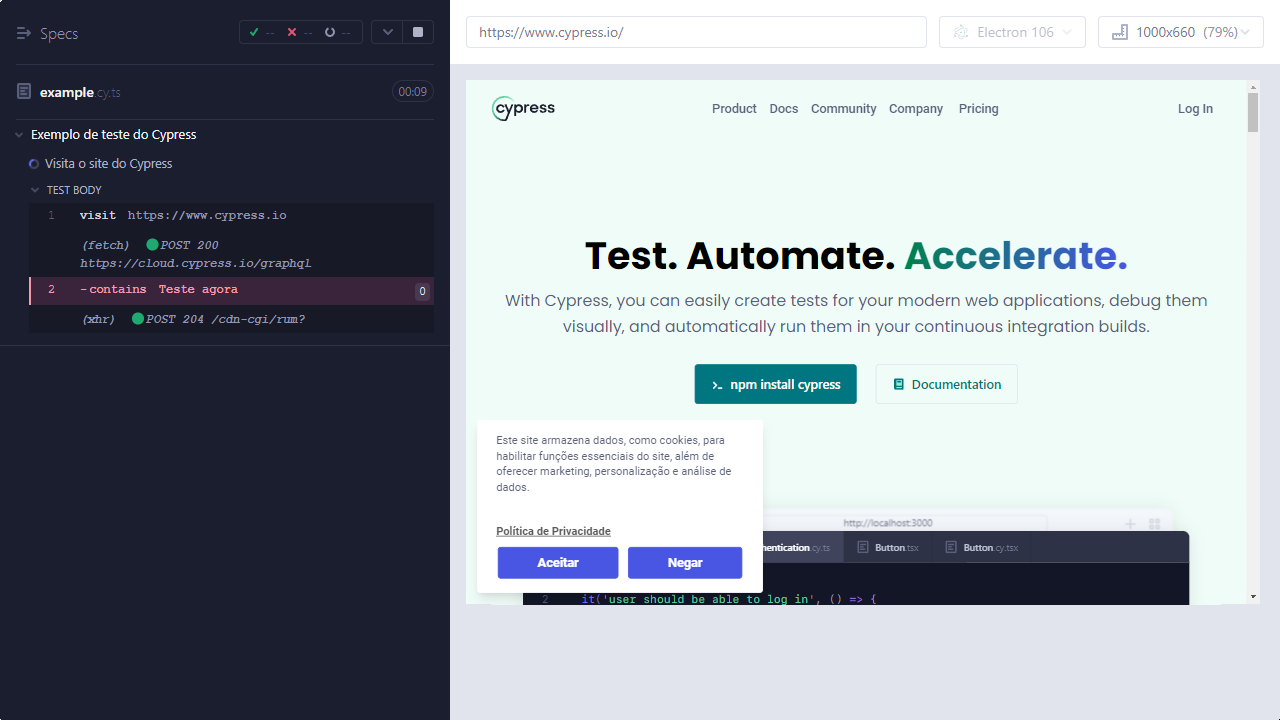 Specs
--
--
--
https://www.cypress.io/
Electron 106
1000x660 (79%)
example.cy.ts
00:09
Exemplo de teste do Cypress
Visita o site do Cypress
TEST BODY
1 visit https://www.cypress.io
(fetch) POST 200
https://cloud.cypress.io/graphql
2 -contains Teste agora 0
(xhr) POST 204 /cdn-cgi/rum?
cypress
Product Docs Community Company Pricing Log In
Test. Automate. Accelerate.
With Cypress, you can easily create tests for your modern web applications, debug them
visually, and automatically run them in your continuous integration builds.
npm install cypress
Documentation
Este site armazena dados, como cookies, para
habilitar funções essenciais do site, além de
oferecer marketing, personalização e análise de
dados.
Política de Privacidade
Aceitar Negar
http://localhost:3000
hentication.cy.ts Button.tsx Button.cy.tsx
2 it('user should be able to log in', () => {